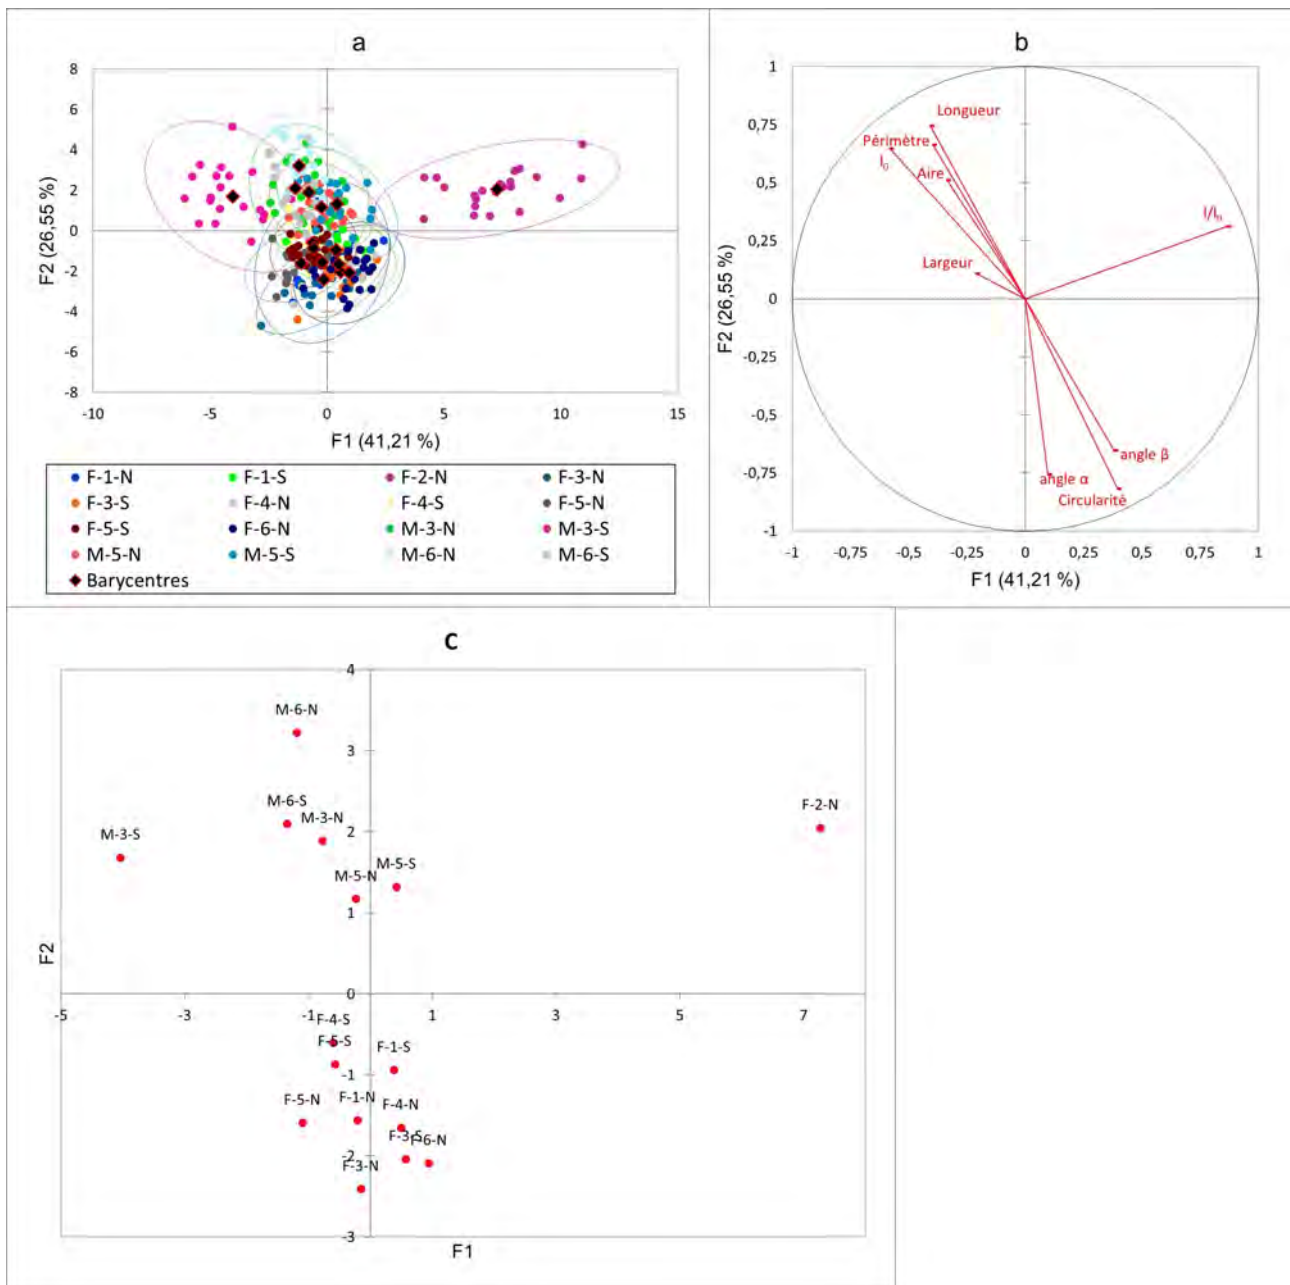 a
8
6
4
2
0
-2
-4
-6
-8
-10
-5
0
5
10
15
F2 (26,55 %)
F1 (41,21 %)
F-1-N
F-1-S
F-2-N
F-3-N
F-3-S
F-4-N
F-4-S
F-5-N
F-5-S
F-6-N
M-3-N
M-3-S
M-5-N
M-5-S
M-6-N
M-6-S
Barycentres
b
1
0,75
0,5
0,25
0
-0,25
-0,5
-0,75
-1
-1
-0,75
-0,5
-0,25
0
0,25
0,5
0,75
1
F2 (26,55 %)
F1 (41,21 %)
Longueur
Périmètre
Aire
Largeur
angle β
angle α
Circularité
c
4
3
2
1
0
-1
-2
-3
-5
-3
-1
1
3
5
7
F2
F1
M-6-N
M-6-S
M-3-N
M-3-S
F-2-N
M-5-S
M-5-N
F-4-S
F-5-S
F-1-S
F-5-N
F-1-N
F-4-N
F-3-S
F-6-N
F-3-N